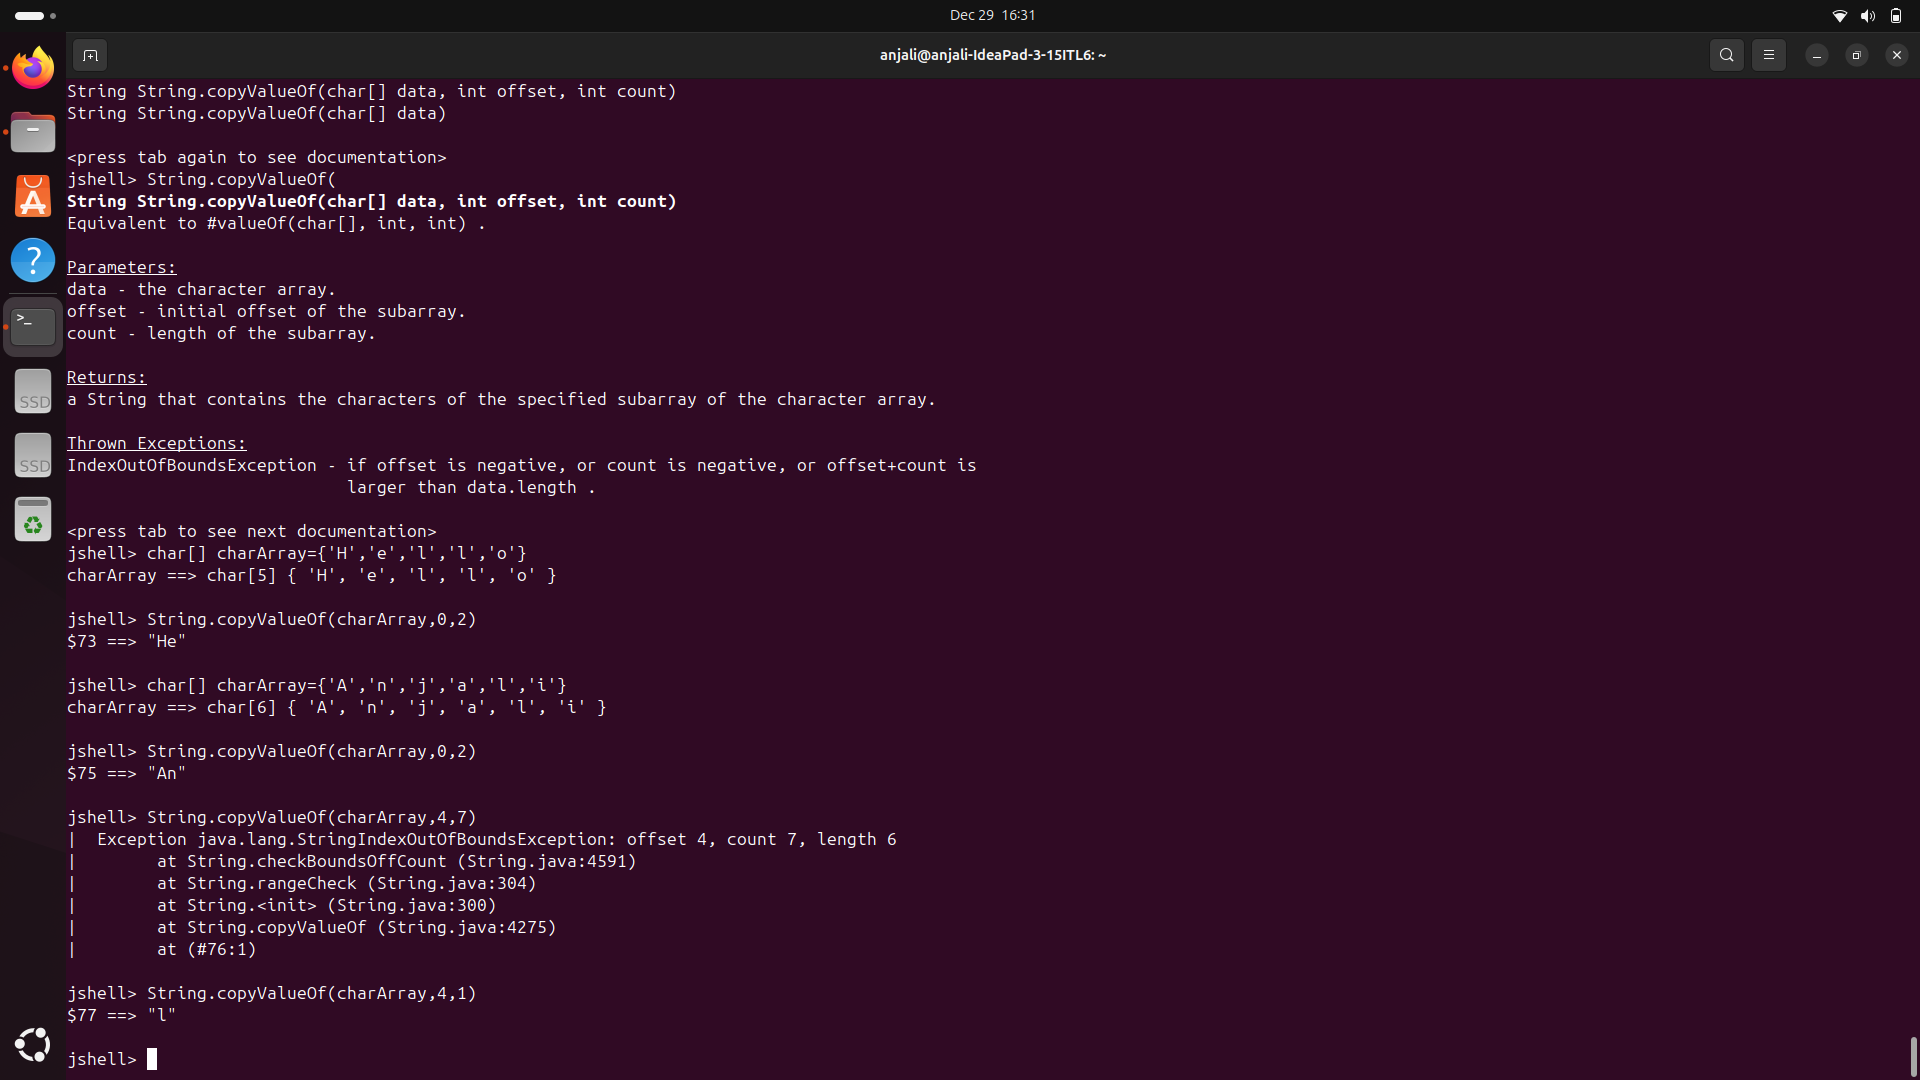 Dec 29 16:31
anjali@anjali-IdeaPad-3-15ITL6: ~
String String.copyValueOf(char[] data, int offset, int count)
String String.copyValueOf(char[] data)
<press tab again to see documentation>
jshell> String.copyValueOf(
String String.copyValueOf(char[] data, int offset, int count)
Equivalent to #valueOf(char[], int, int) .
Parameters:
data - the character array.
offset - initial offset of the subarray.
count - length of the subarray.
Returns:
a String that contains the characters of the specified subarray of the character array.
Thrown Exceptions:
IndexOutOfBoundsException - if offset is negative, or count is negative, or offset+count is
larger than data.length .
<press tab to see next documentation>
jshell> char[] charArray={'H','e','l','l','o'}
charArray ==> char[5] { 'H', 'e', 'l', 'l', 'o' }
jshell> String.copyValueOf(charArray,0,2)
$73 ==> "He"
jshell> char[] charArray={'A','n','j','a','l','i'}
charArray ==> char[6] { 'A', 'n', 'j', 'a', 'l', 'i' }
jshell> String.copyValueOf(charArray,0,2)
$75 ==> "An"
jshell> String.copyValueOf(charArray,4,7)
|  Exception java.lang.StringIndexOutOfBoundsException: offset 4, count 7, length 6
|        at String.checkBoundsOffCount (String.java:4591)
|        at String.rangeCheck (String.java:304)
|        at String.<init> (String.java:300)
|        at String.copyValueOf (String.java:4275)
|        at (#76:1)
jshell> String.copyValueOf(charArray,4,1)
$77 ==> "l"
jshell>
SSD
SSD